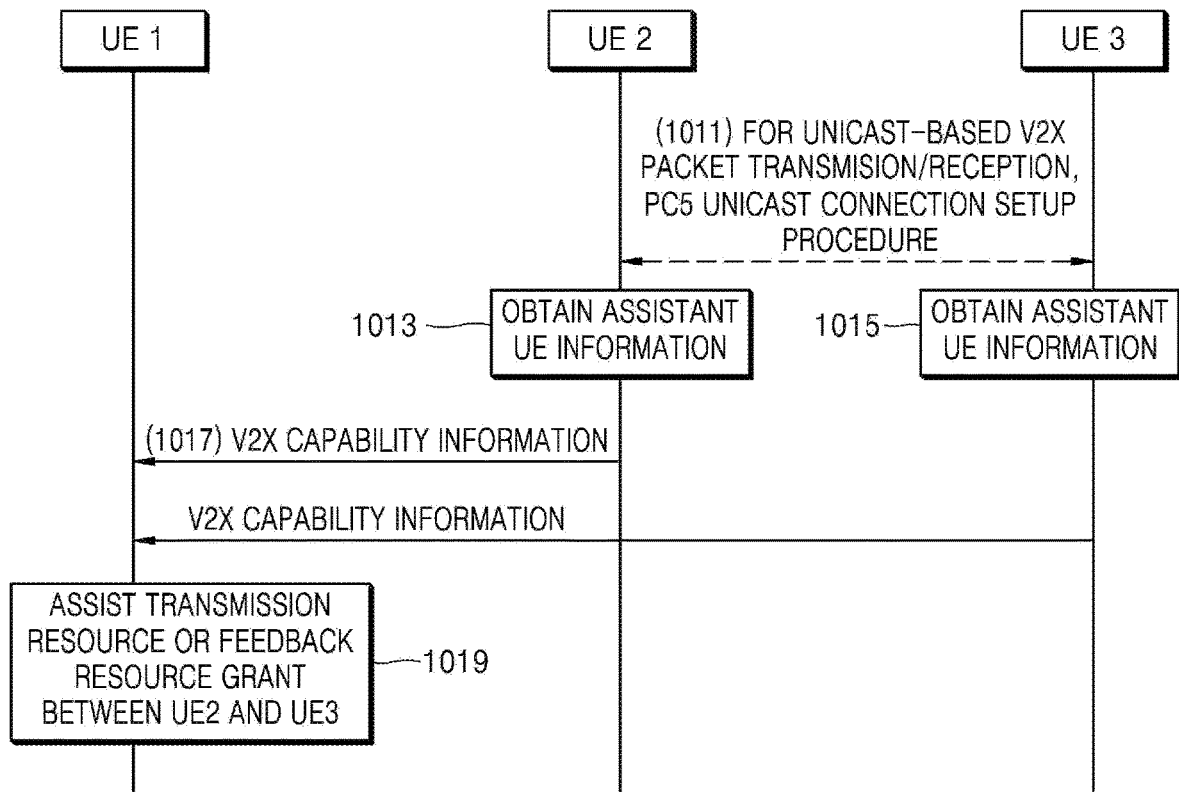 UE 1
UE 2
UE 3
(1011) FOR UNICAST-BASED V2X
PACKET TRANSMISION/RECEPTION,
PC5 UNICAST CONNECTION SETUP
PROCEDURE
1013
OBTAIN ASSISTANT
UE INFORMATION
1015
OBTAIN ASSISTANT
UE INFORMATION
(1017) V2X CAPABILITY INFORMATION
V2X CAPABILITY INFORMATION
ASSIST TRANSMISSION
RESOURCE OR FEEDBACK
RESOURCE GRANT
BETWEEN UE2 AND UE3
1019